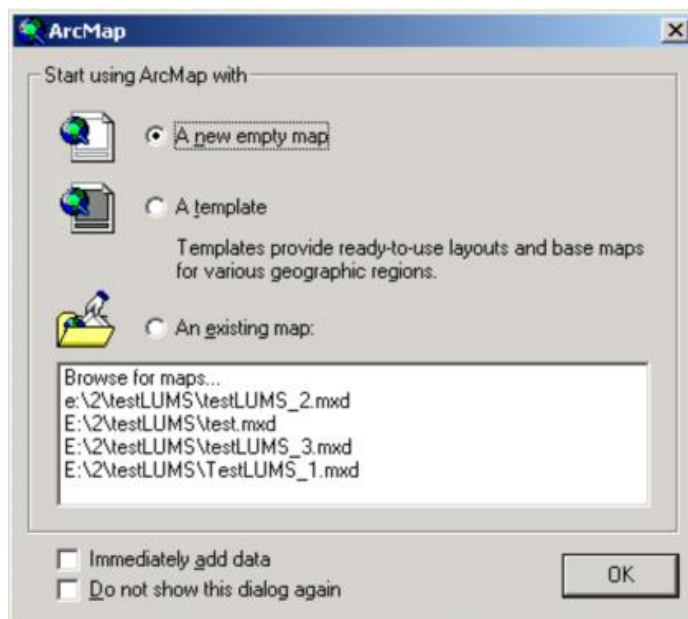 ArcMap
Start using ArcMap with
A new empty map
A template
Templates provide ready-to-use layouts and base maps
for various geographic regions.
An existing map:
Browse for maps...
e:\2\testLUMS\testLUMS_2.mxd
E:\2\test.mxd
E:\2\testLUMS\testLUMS_3.mxd
E:\2\testLUMS\TestLUMS_1.mxd
Immediately add data
Do not show this dialog again
OK